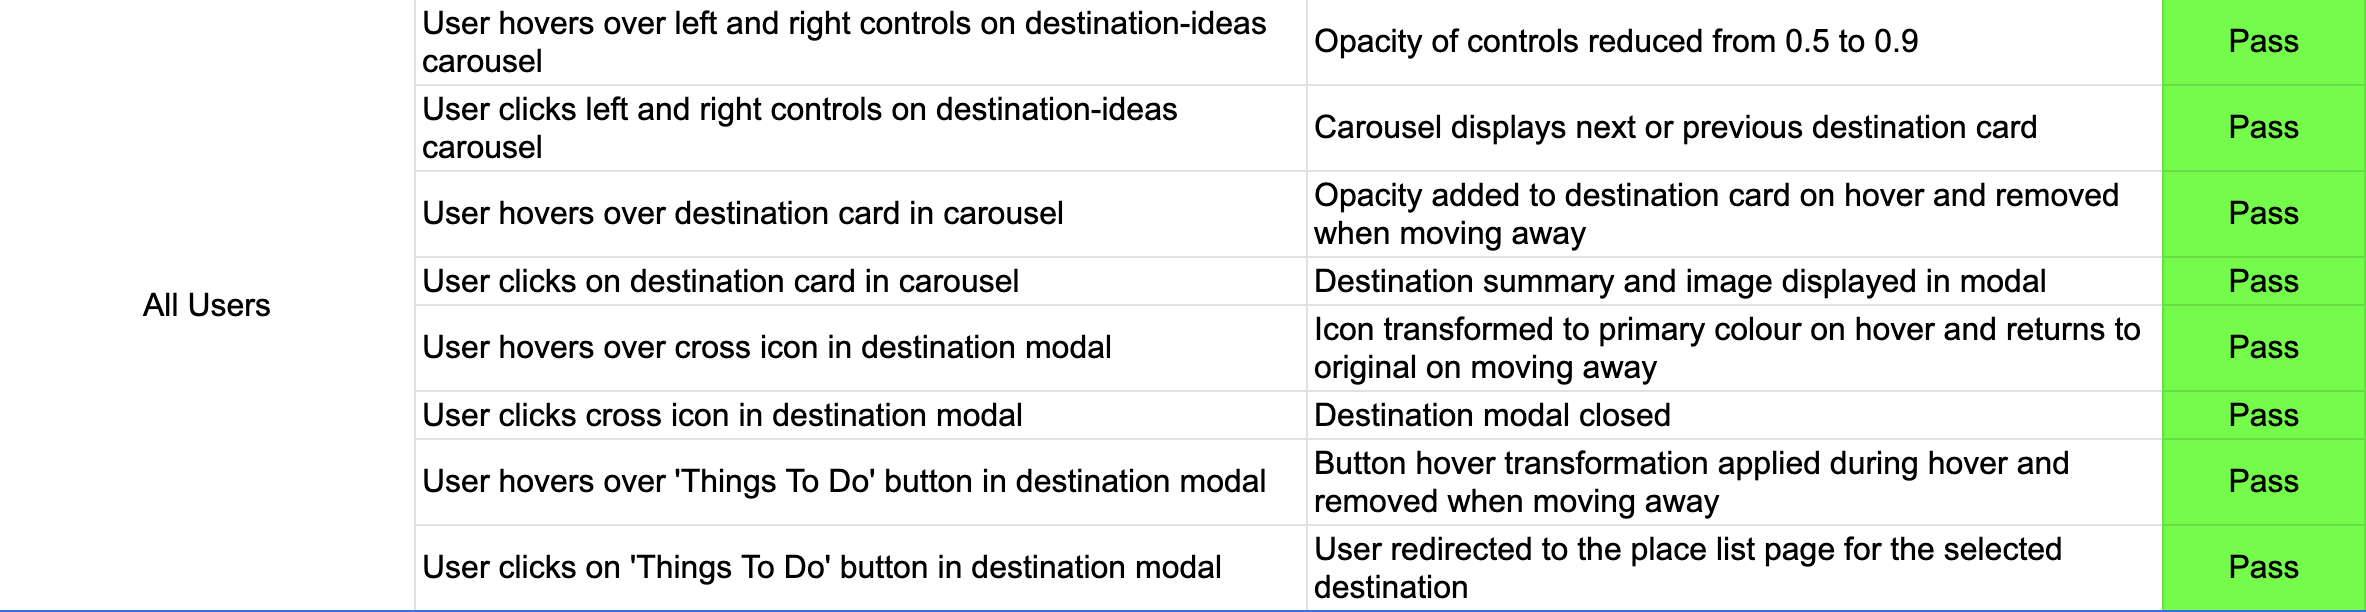 User hovers over left and right controls on destination-ideas
carousel
Opacity of controls reduced from 0.5 to 0.9
Pass
User clicks left and right controls on destination-ideas
carousel
Carousel displays next or previous destination card
Pass
User hovers over destination card in carousel
Opacity added to destination card on hover and removed
when moving away
Pass
User clicks on destination card in carousel
Destination summary and image displayed in modal
Pass
All Users
User hovers over cross icon in destination modal
Icon transformed to primary colour on hover and returns to
original on moving away
Pass
User clicks cross icon in destination modal
Destination modal closed
Pass
User hovers over 'Things To Do' button in destination modal
Button hover transformation applied during hover and
removed when moving away
Pass
User clicks on 'Things To Do' button in destination modal
User redirected to the place list page for the selected
destination
Pass